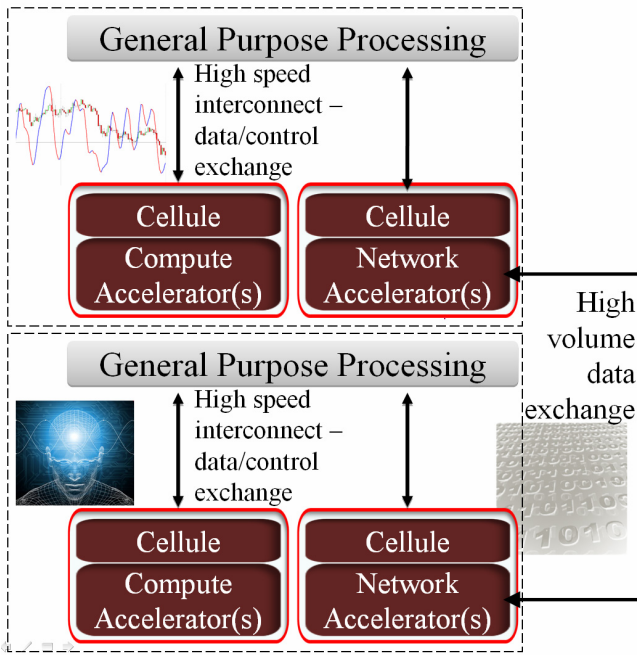 General Purpose Processing
High speed
interconnect –
data/control
exchange
Cellule
Compute
Accelerator(s)
Cellule
Network
Accelerator(s)
High
volume
data
exchange
General Purpose Processing
High speed
interconnect –
data/control
exchange
Cellule
Compute
Accelerator(s)
Cellule
Network
Accelerator(s)
11010